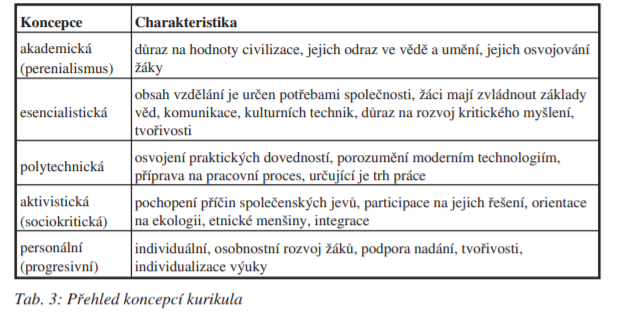 Koncepce Charakteristika
akademická (perenialismus) důraz na hodnoty civilizace, jejich odraz ve vědě a umění, jejich osvojování
žáky
esencialistická obsah vzdělání je určen potřebami společnosti, žáci mají zvládnout základy
věd, komunikace, kulturních technik, důraz na rozvoj kritického myšlení,
tvořivosti
polytechnická osvojení praktických dovedností, porozumění moderním technologiím,
příprava na pracovní proces, určující je trh práce
aktivistická (sociokritická) pochopení příčin společenských jevů, participace na jejich řešení, orientace
na ekologii, etnické menšiny, integrace
personální (progresivní) individuální, osobnostní rozvoj žáků, podpora nadání, tvořivosti,
individualizace výuky
Tab. 3: Přehled koncepcí kurikula